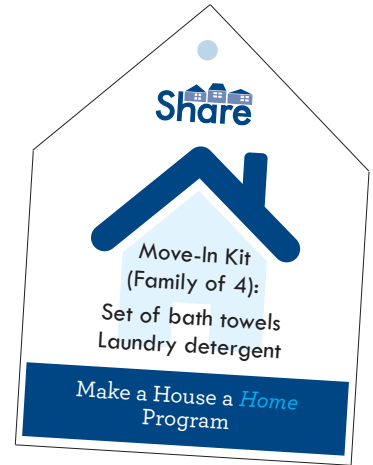 Share
Move-In Kit
(Family of 4):
Set of bath towels
Laundry detergent
Make a House a Home
Program